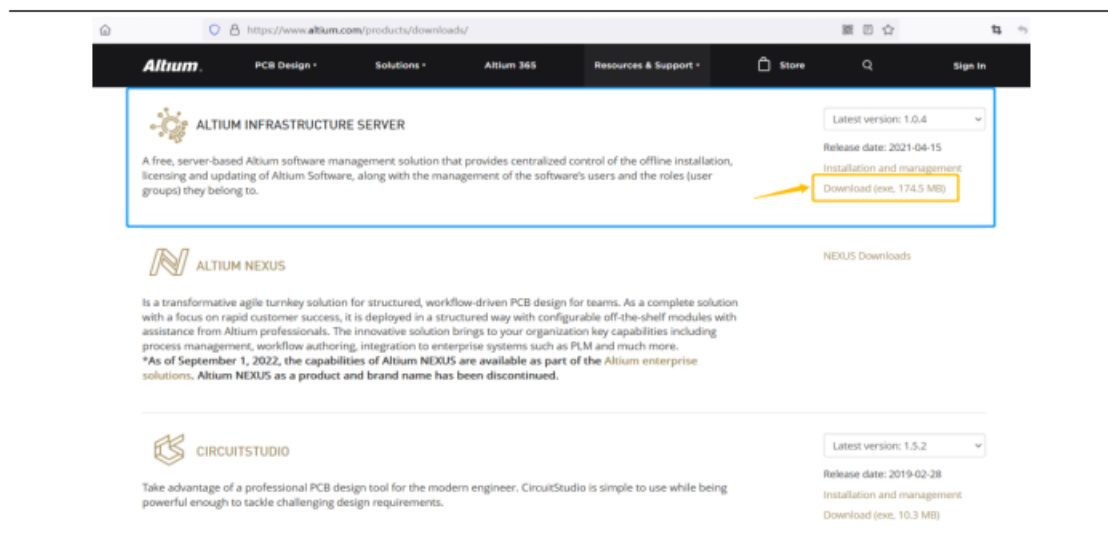 https://www.altium.com/products/downloads/
Altium.
PCB Design
Solutions
Altium 365
Resources & Support
Store
Sign In
ALTIUM INFRASTRUCTURE SERVER
Latest version: 1.0.4
Release date: 2021-04-15
A free, server-based Altium software management solution that provides centralized control of the offline installation,
licensing and updating of Altium Software, along with the management of the software's users and the roles (user
groups) they belong to.
Installation and management
Download (exe, 174.5 MB)
ALTIUM NEXUS
NEXUS Downloads
Is a transformative agile turnkey solution for structured, workflow-driven PCB design for teams. As a complete solution
with a focus on rapid customer success, it is deployed in a structured way with configurable off-the-shelf modules with
assistance from Altium professionals. The innovative solution brings to your organization key capabilities including
process management, workflow authoring, integration to enterprise systems such as PLM and much more.
*As of September 1, 2022, the capabilities of Altium NEXUS are available as part of the Altium enterprise
solutions. Altium NEXUS as a product and brand name has been discontinued.
CIRCUITSTUDIO
Latest version: 1.5.2
Release date: 2019-02-28
Take advantage of a professional PCB design tool for the modern engineer. CircuitStudio is simple to use while being
powerful enough to tackle challenging design requirements.
Installation and management
Download (exe, 10.3 MB)